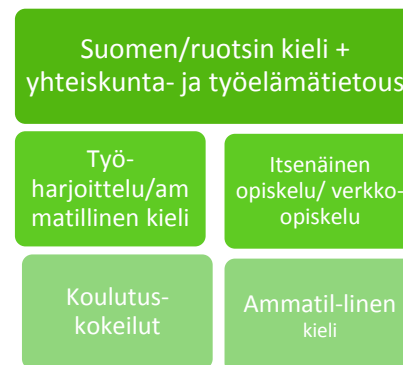 Suomen/ruotsin kieli +
yhteiskunta- ja työelämätietous
Työ-
harjoittelu/am
matillinen kieli
Itsenäinen
opiskelu/ verkko-
opiskelu
Koulutus-
kokeilut
Ammatil-linen
kieli